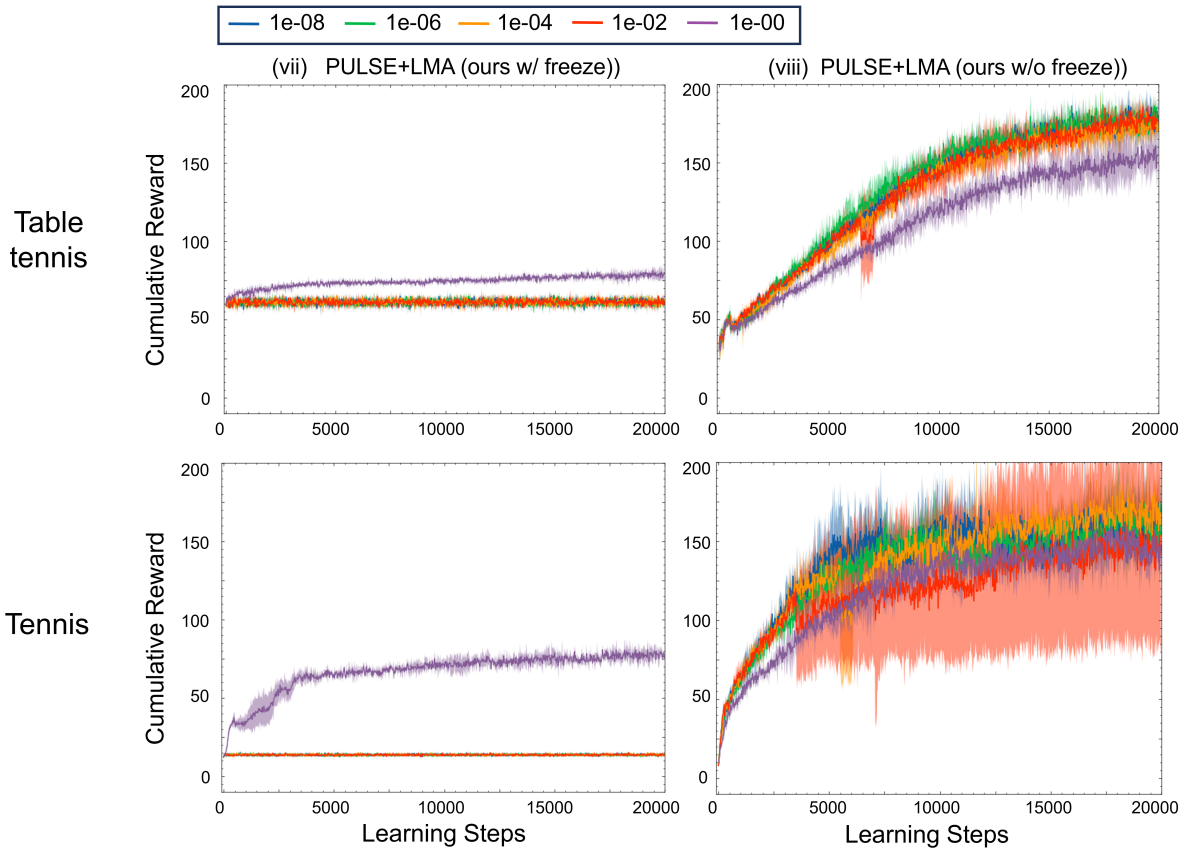 1e-08 1e-06 1e-04 1e-02 1e-00
(vii) PULSE+LMA (ours w/ freeze))
(viii) PULSE+LMA (ours w/o freeze))
Table
tennis
Cumulative Reward
200
150
100
50
0
0 5000 10000 15000 20000
200
150
100
50
0
0 5000 10000 15000 20000
Tennis
Cumulative Reward
200
150
100
50
0
0 5000 10000 15000 20000
Learning Steps
200
150
100
50
0
0 5000 10000 15000 20000
Learning Steps